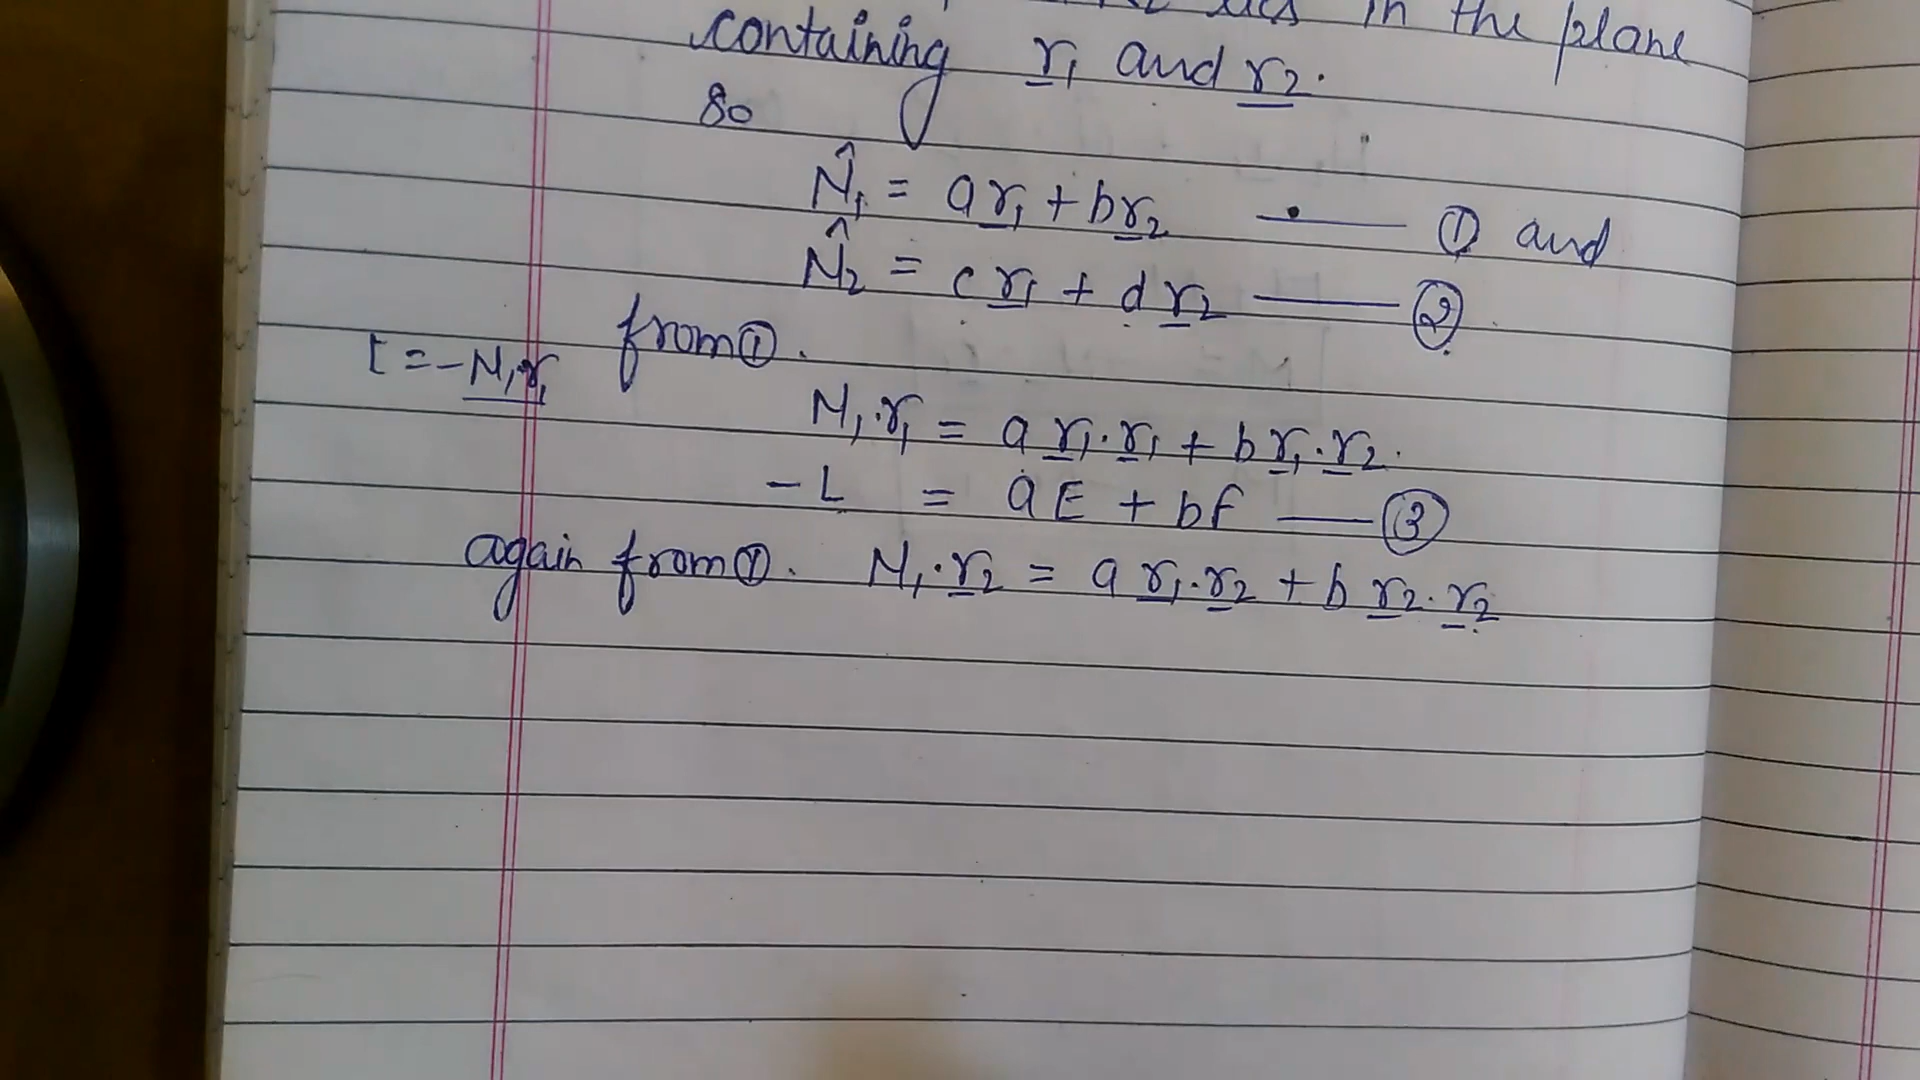 in the plane
containing r₁ and r₂.
So
N̂₁ = a r₁ + b r₂ —— ① and
N̂₂ = c r₁ + d r₂ —— ②
from ①.
L = -N₁.r₁
N₁.r₁ = a r₁.r₁ + b r₁.r₂.
-L = aE + bF —— ③
again from ①. N₁.r₂ = a r₁.r₂ + b r₂.r₂